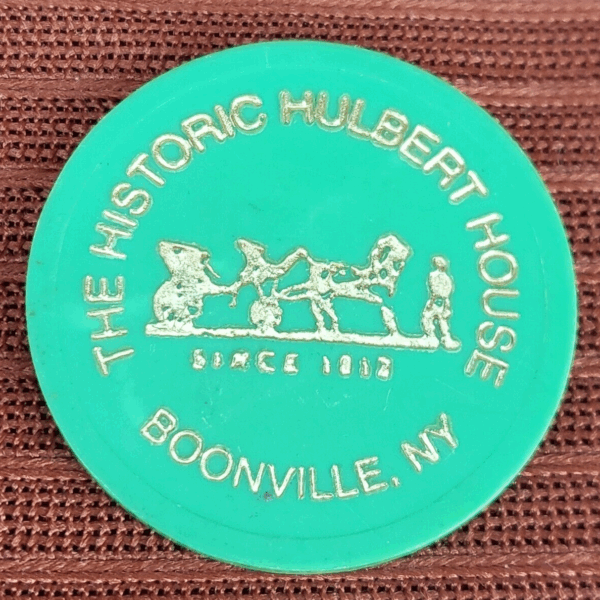 THE HISTORIC HULBERT HOUSE
SINCE 1812
BOONVILLE, NY